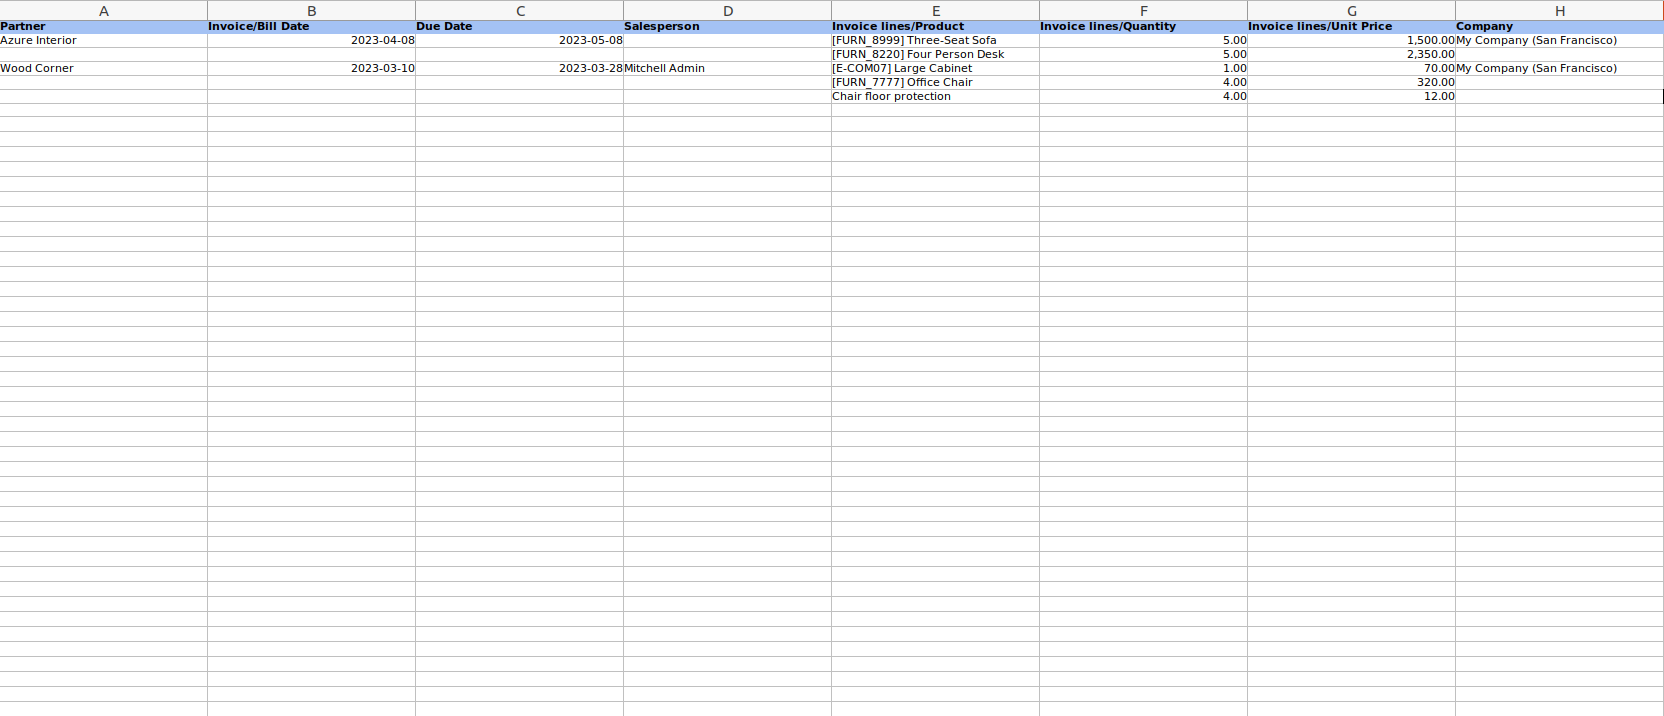 A B C D E F G H
Partner Invoice/Bill Date Due Date Salesperson Invoice lines/Product Invoice lines/Quantity Invoice lines/Unit Price Company
Azure Interior 2023-04-08 2023-05-08 [FURN_8999] Three-Seat Sofa 5.00 1,500.00 My Company (San Francisco)
[FURN_8220] Four Person Desk 5.00 2,350.00
Wood Corner 2023-03-10 2023-03-28 Mitchell Admin [E-COM07] Large Cabinet 1.00 70.00 My Company (San Francisco)
[FURN_7777] Office Chair 4.00 320.00
Chair floor protection 4.00 12.00